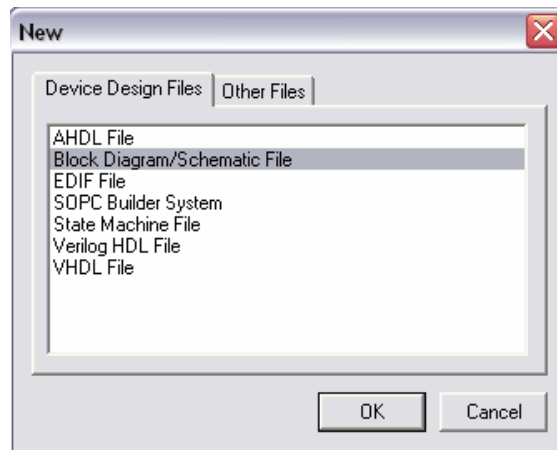 New
Device Design Files Other Files
AHDL File
Block Diagram/Schematic File
EDIF File
SOPC Builder System
State Machine File
Verilog HDL File
VHDL File
OK Cancel